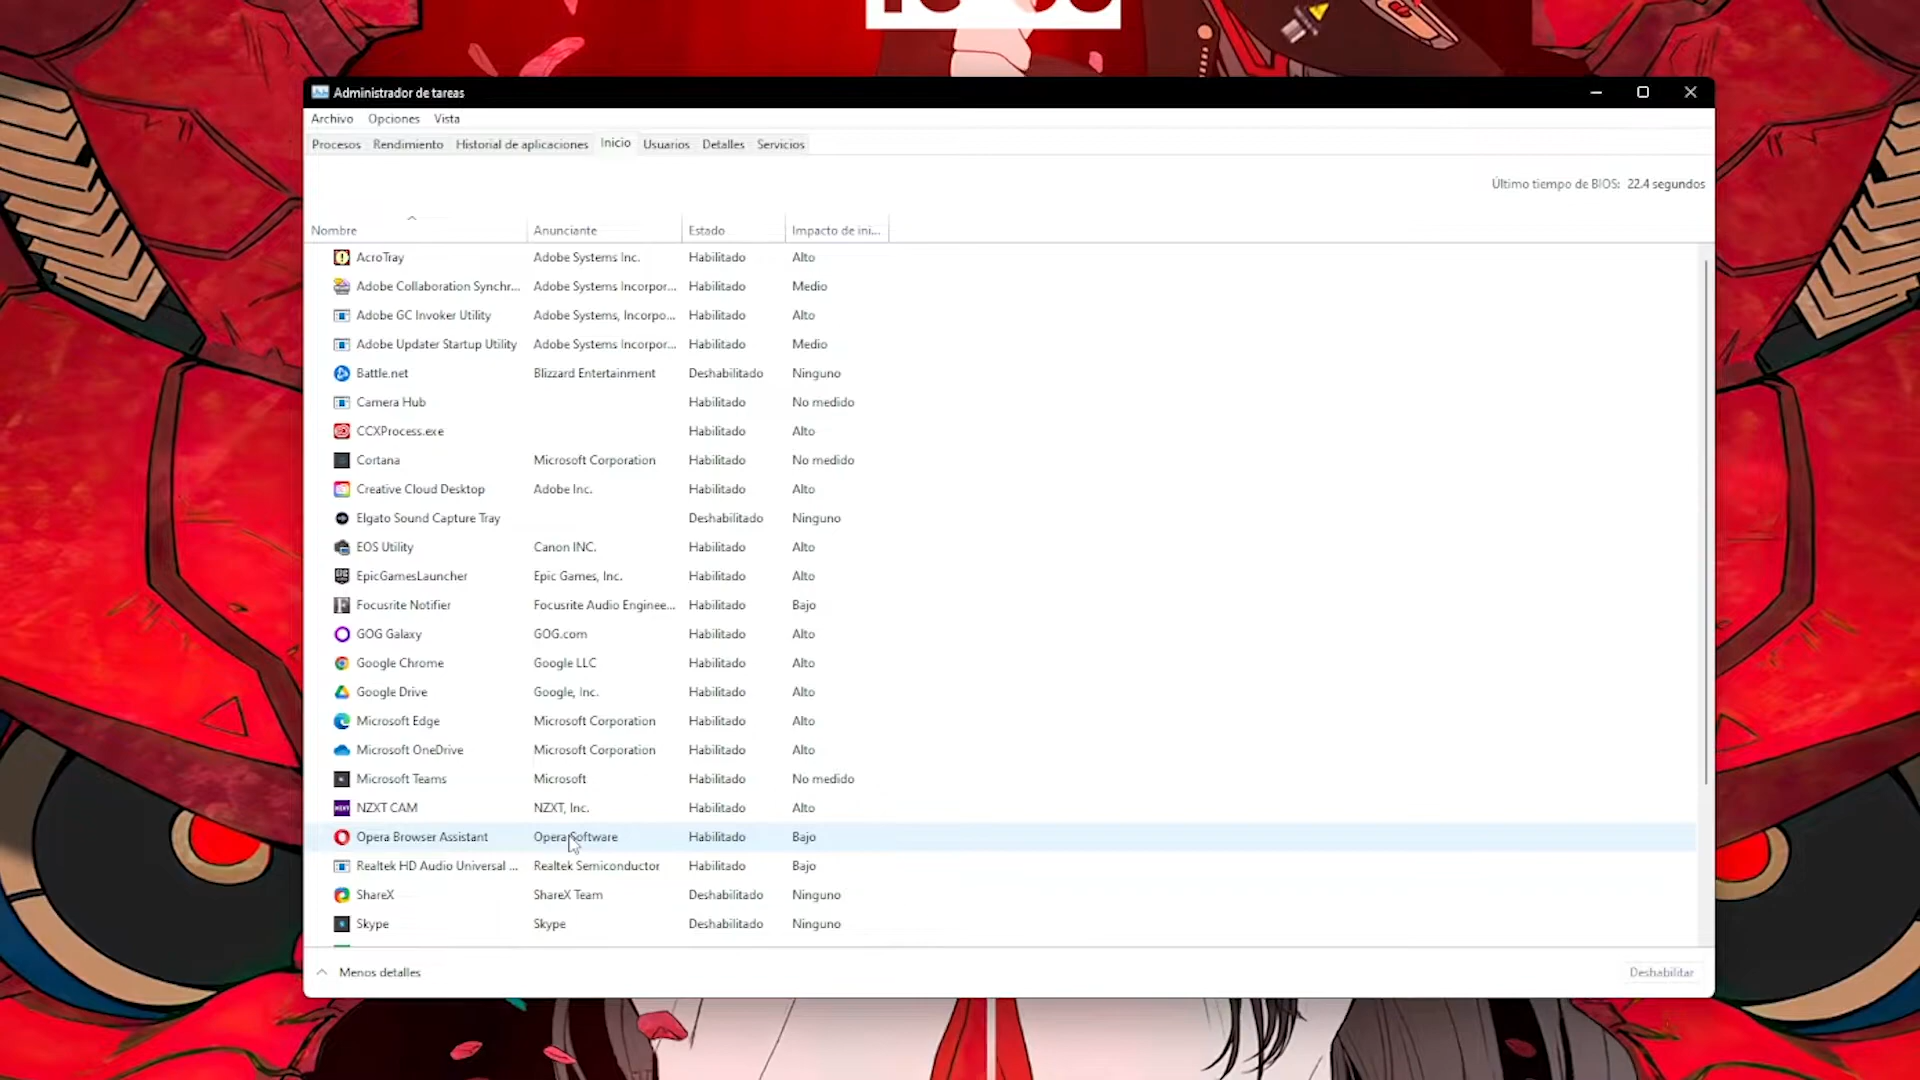 Administrador de tareas
Archivo Opciones Vista
Procesos Rendimiento Historial de aplicaciones Inicio Usuarios Detalles Servicios
Último tiempo de BIOS: 22.4 segundos
Nombre Anunciante Estado Impacto de ini...
AcroTray Adobe Systems Inc. Habilitado Alto
Adobe Collaboration Synchr... Adobe Systems Incorpor... Habilitado Medio
Adobe GC Invoker Utility Adobe Systems, Incorpo... Habilitado Alto
Adobe Updater Startup Utility Adobe Systems Incorpor... Habilitado Medio
Battle.net Blizzard Entertainment Deshabilitado Ninguno
Camera Hub Habilitado No medido
CCXProcess.exe Habilitado Alto
Cortana Microsoft Corporation Habilitado No medido
Creative Cloud Desktop Adobe Inc. Habilitado Alto
Elgato Sound Capture Tray Deshabilitado Ninguno
EOS Utility Canon INC. Habilitado Alto
EpicGamesLauncher Epic Games, Inc. Habilitado Alto
Focusrite Notifier Focusrite Audio Enginee... Habilitado Bajo
GOG Galaxy GOG.com Habilitado Alto
Google Chrome Google LLC Habilitado Alto
Google Drive Google, Inc. Habilitado Alto
Microsoft Edge Microsoft Corporation Habilitado Alto
Microsoft OneDrive Microsoft Corporation Habilitado Alto
Microsoft Teams Microsoft Habilitado No medido
NZXT CAM NZXT, Inc. Habilitado Alto
Opera Browser Assistant Opera Software Habilitado Bajo
Realtek HD Audio Universal ... Realtek Semiconductor Habilitado Bajo
ShareX ShareX Team Deshabilitado Ninguno
Skype Skype Deshabilitado Ninguno
Menos detalles Deshabilitar